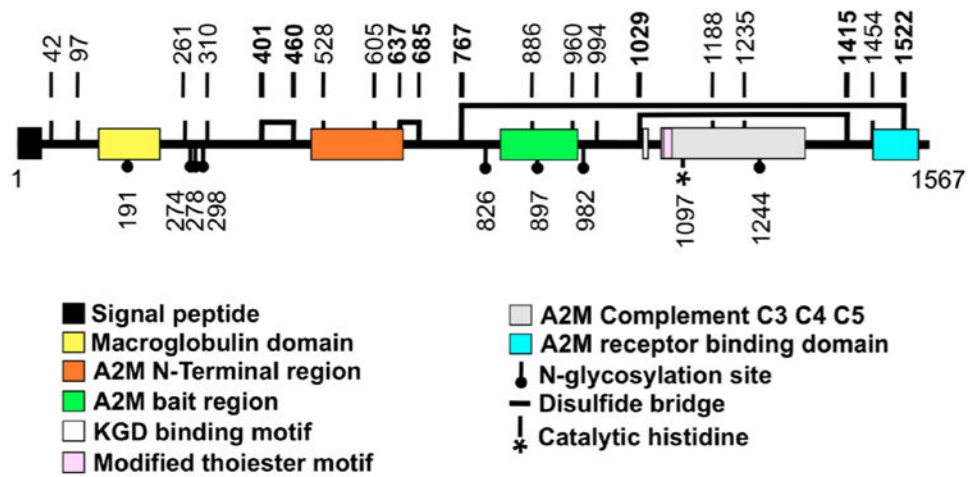 42 97 261 310 401 460 528 605 637 685 767 886 960 994 1029 1188 1235 1415 1454 1522
1 1567
191 274 278 298 826 897 982 1097 1244
*
Signal peptide
Macroglobulin domain
A2M N-Terminal region
A2M bait region
KGD binding motif
Modified thoiester motif
A2M Complement C3 C4 C5
A2M receptor binding domain
N-glycosylation site
Disulfide bridge
* Catalytic histidine